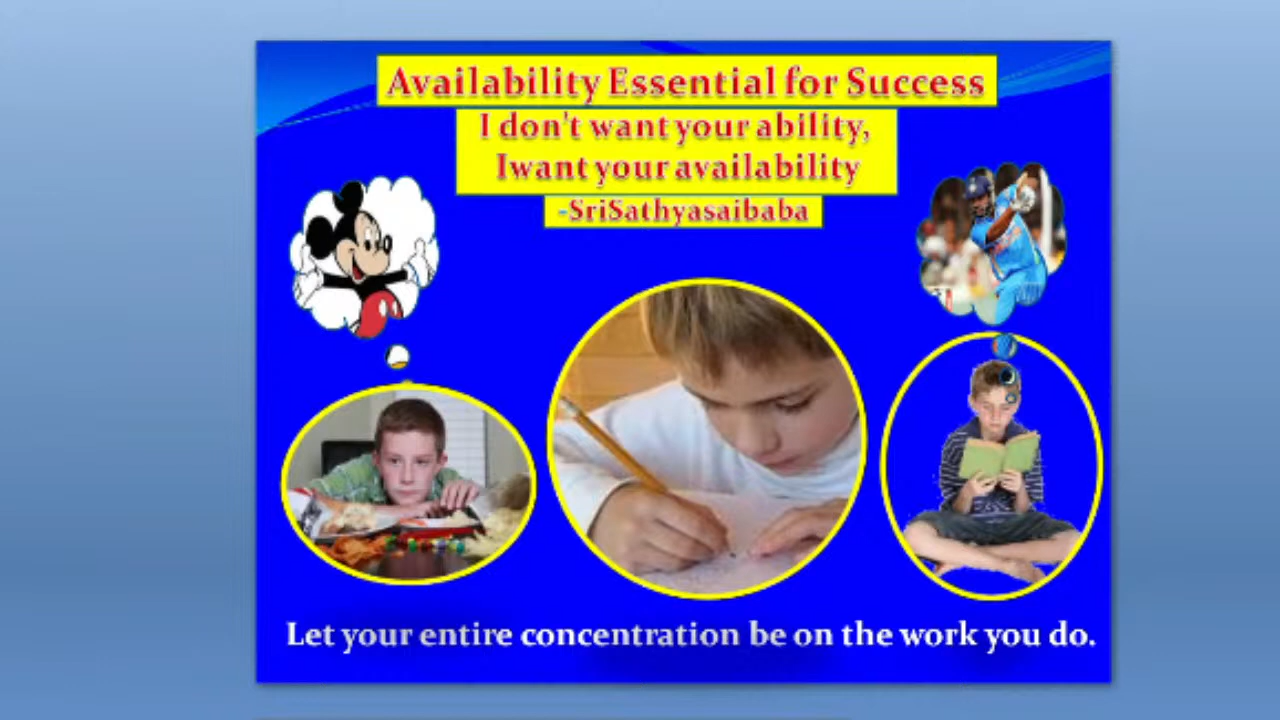 Availability Essential for Success
I don't want your ability,
Iwant your availability
-SriSathyasaibaba
Let your entire concentration be on the work you do.